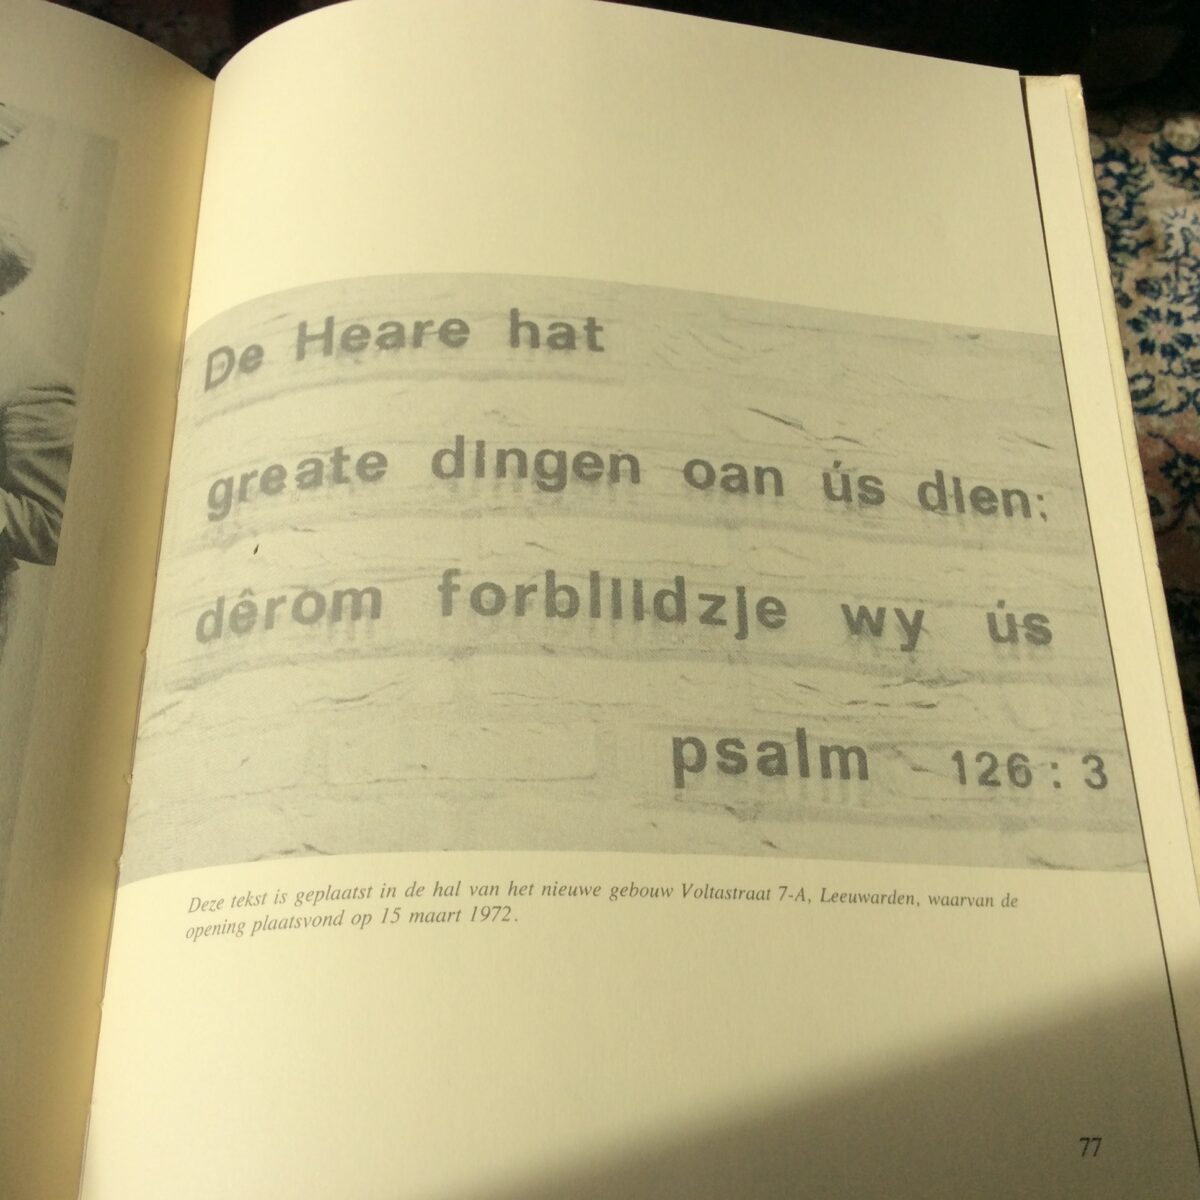 De Heare hat
greate dingen oan ús dien:
dêrom forbliidzje wy ús
psalm 126 : 3
Deze tekst is geplaatst in de hal van het nieuwe gebouw Voltastraat 7-A, Leeuwarden, waarvan de
opening plaatsvond op 15 maart 1972.
77